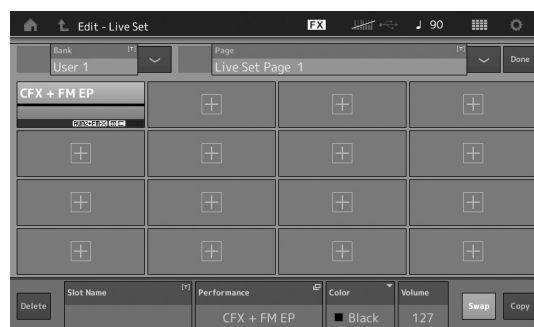 Edit - Live Set
FX
90
Bank
[T]
User 1
Page
[T]
Live Set Page 1
Done
CFX + FM EP
Slot Name
[T]
Performance
CFX + FM EP
Color
Black
Volume
127
Delete
Swap
Copy